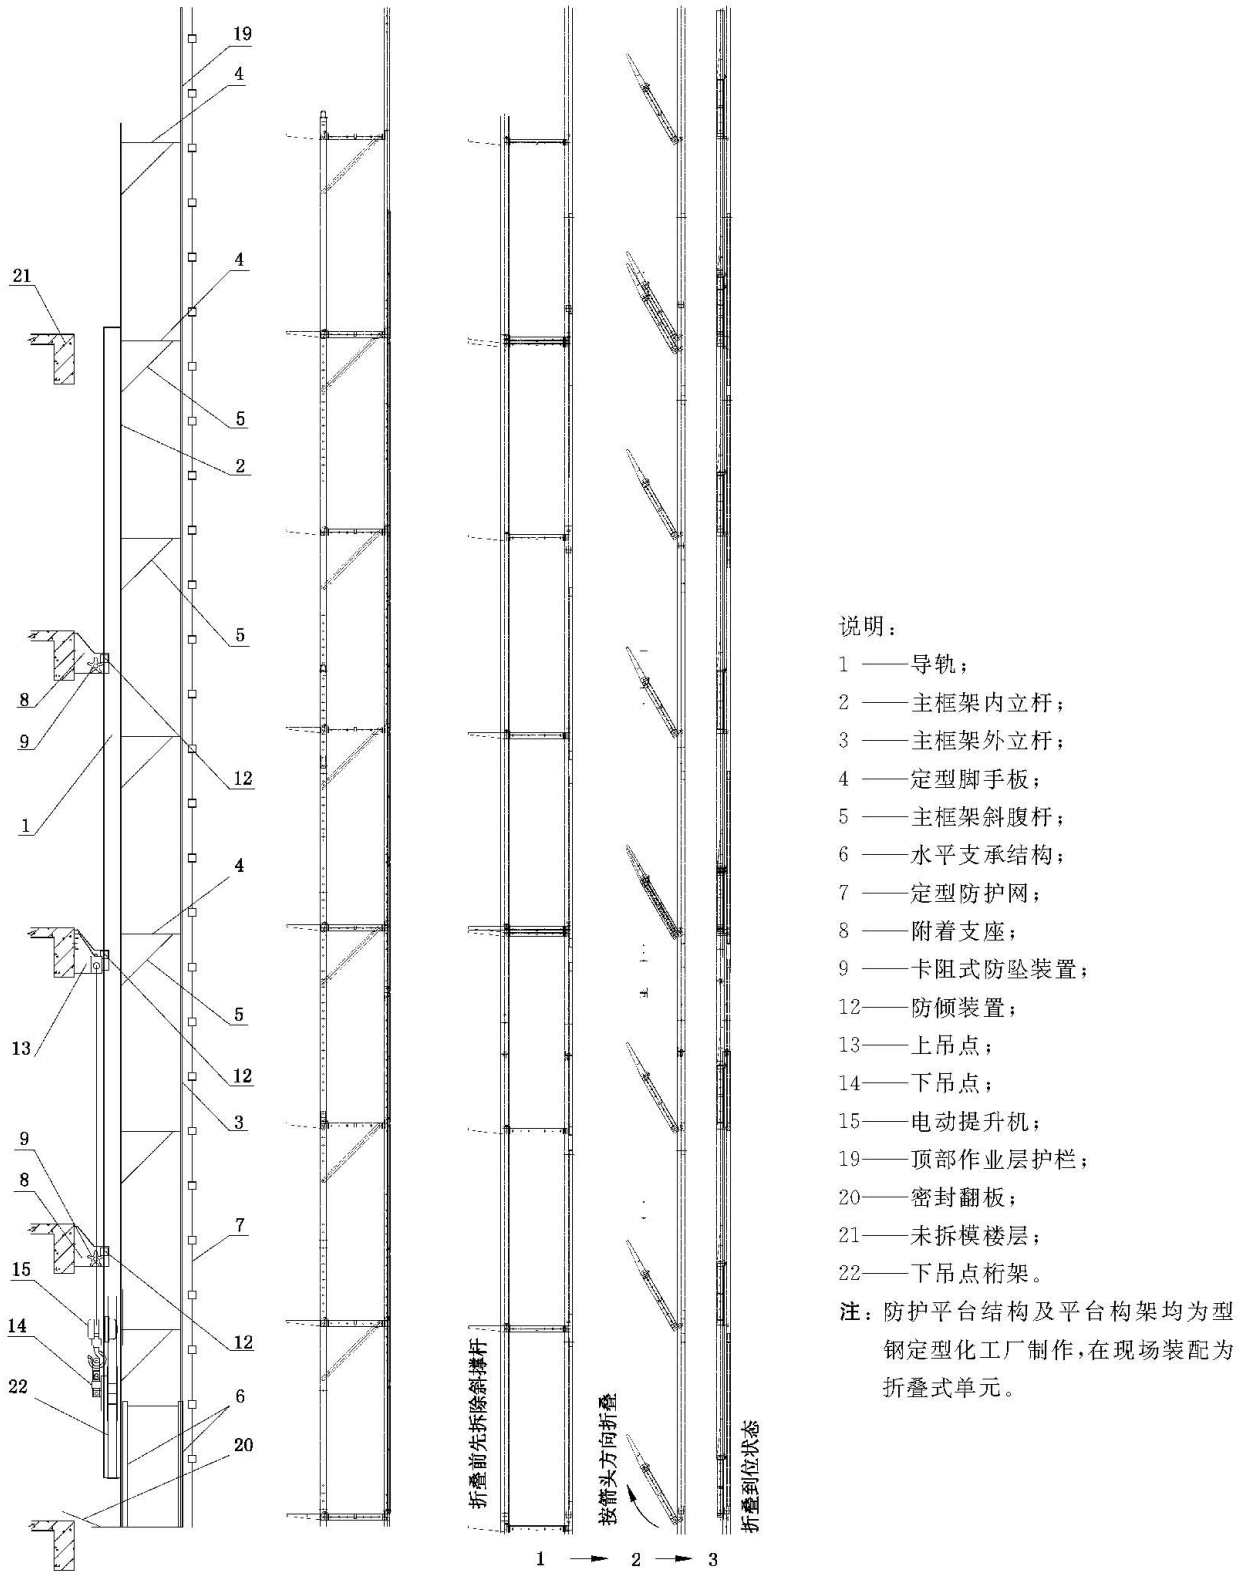 19
4
4
21
5
2
5
8
9
12
1
4
5
13
12
3
9
8
7
15
14
12
22
6
20
折叠前先拆除斜撑杆
按箭头方向折叠
折叠到位状态
1 → 2 → 3
说明：
1 ——导轨；
2 ——主框架内立杆；
3 ——主框架外立杆；
4 ——定型脚手板；
5 ——主框架斜腹杆；
6 ——水平支承结构；
7 ——定型防护网；
8 ——附着支座；
9 ——卡阻式防坠装置；
12——防倾装置；
13——上吊点；
14——下吊点；
15——电动提升机；
19——顶部作业层护栏；
20——密封翻板；
21——未拆模楼层；
22——下吊点桁架。
注：防护平台结构及平台构架均为型
钢定型化工厂制作,在现场装配为
折叠式单元。